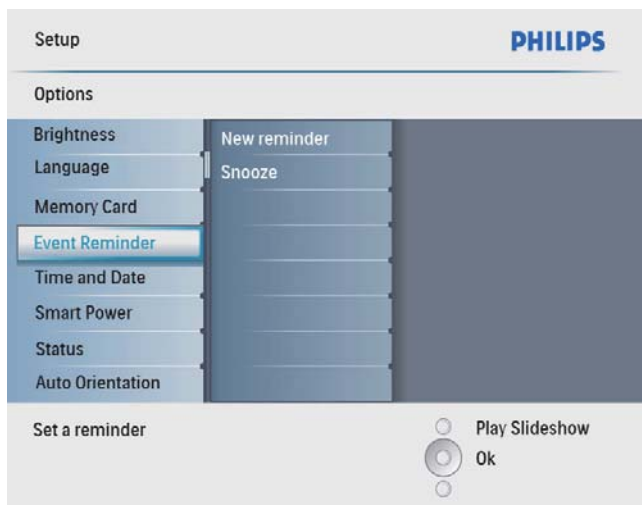 Setup
PHILIPS
Options
Brightness
Language
Memory Card
Event Reminder
Time and Date
Smart Power
Status
Auto Orientation
New reminder
Snooze
Set a reminder
Play Slideshow
Ok